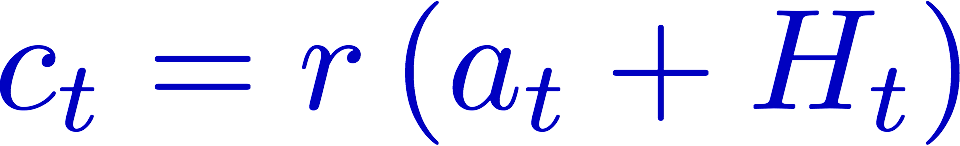 c_t = r (a_t + H_t)